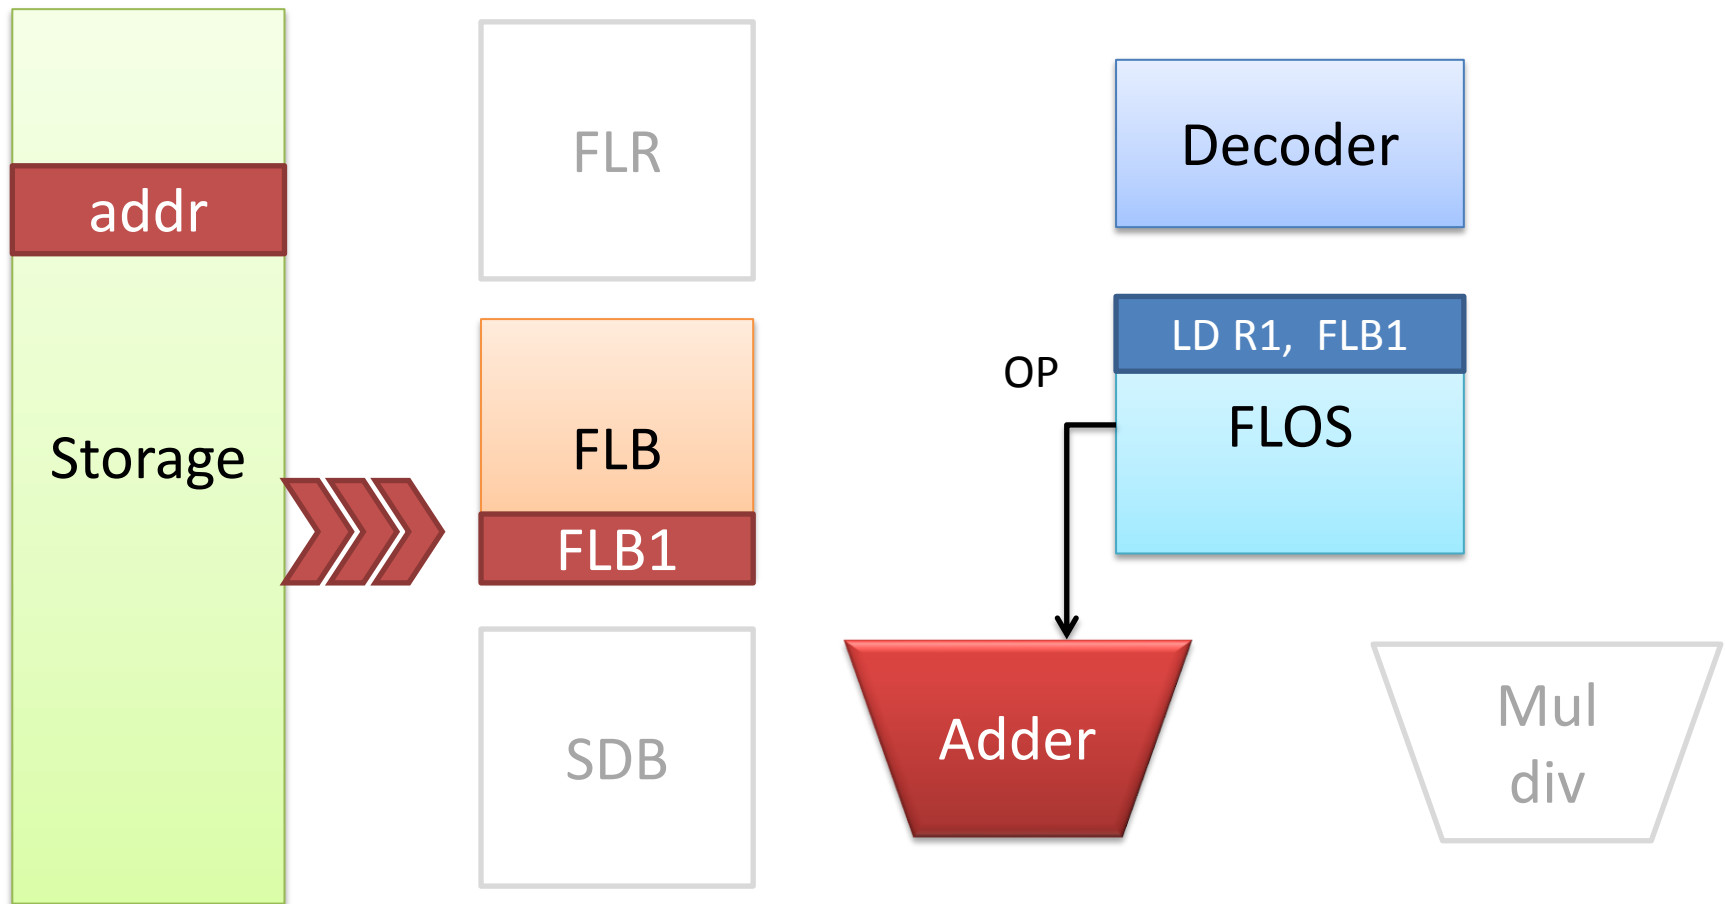 addr
Storage
FLR
FLB
FLB1
SDB
Decoder
LD R1, FLB1
OP
FLOS
Adder
Mul
div